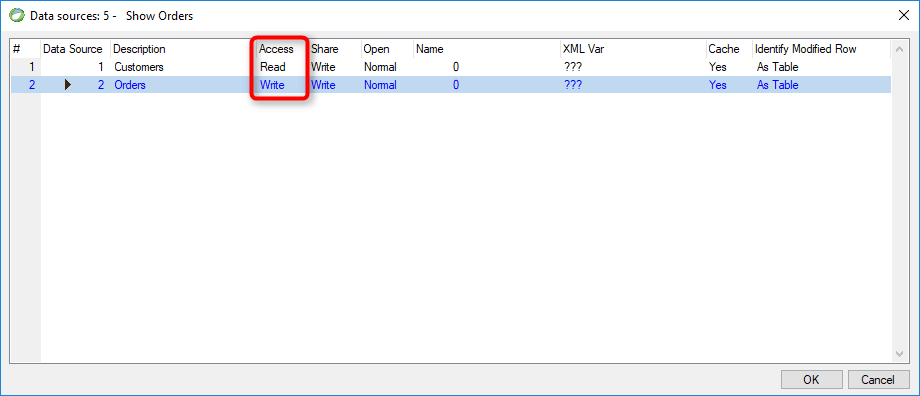 Data sources: 5 - Show Orders
# Data Source Description Access Share Open Name XML Var Cache Identify Modified Row
1 1 Customers Read Write Normal 0 ??? Yes As Table
2 2 Orders Write Write Normal 0 ??? Yes As Table
OK Cancel